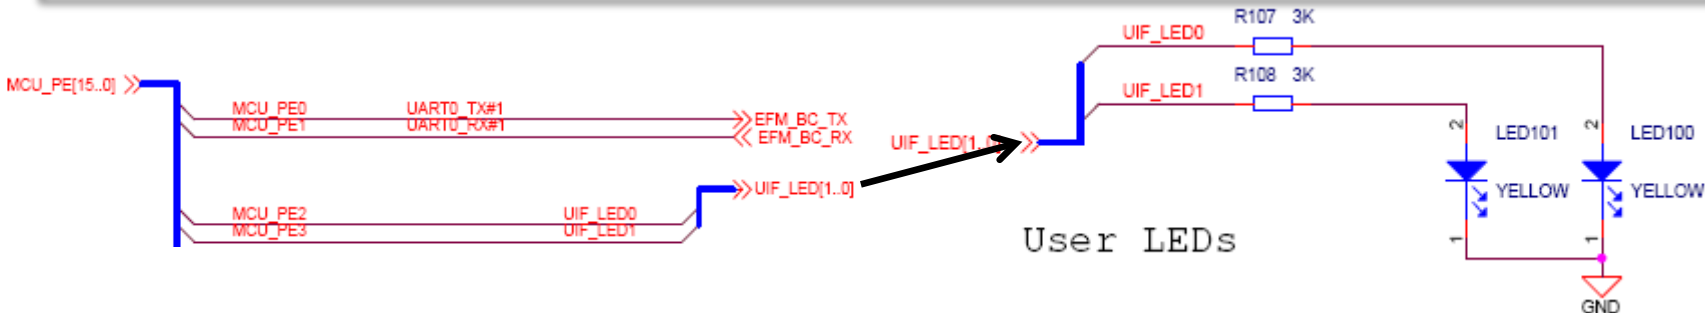 MCU_PE[15..0]
MCU_PE0 UART0_TX#1 EFM_BC_TX
MCU_PE1 UART0_RX#1 EFM_BC_RX
UIF_LED[1..0]
MCU_PE2 UIF_LED0
MCU_PE3 UIF_LED1
R107 3K
UIF_LED0
R108 3K
UIF_LED1
UIF_LED[1..0]
2 LED101 2 LED100
YELLOW YELLOW
1 1
User LEDs
GND